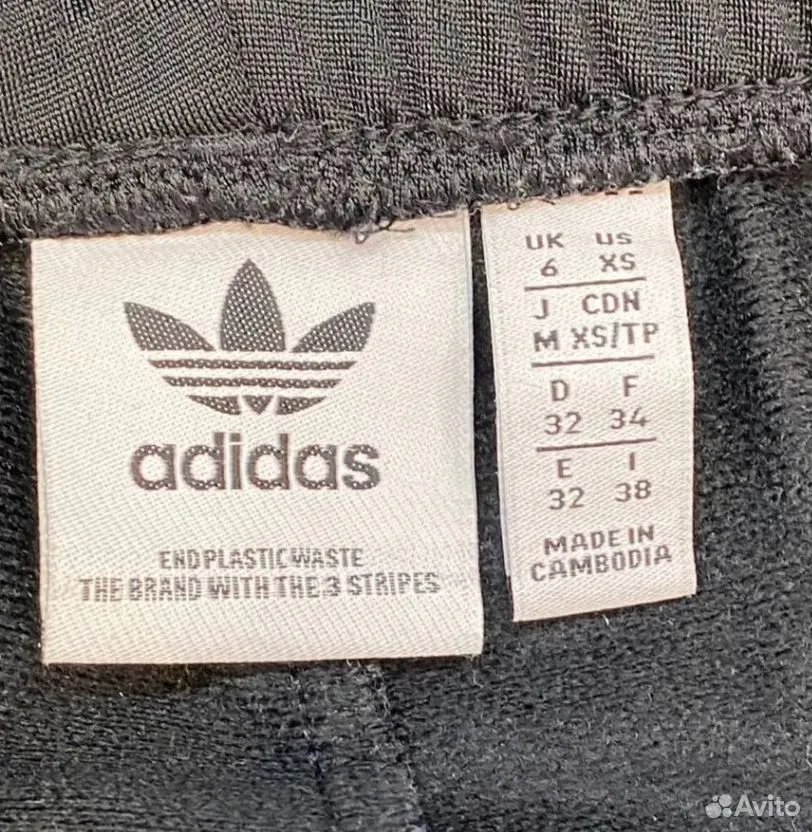 adidas
END PLASTIC WASTE
THE BRAND WITH THE 3 STRIPES
UK US
6 XS
J CDN
M XS/TP
D F
32 34
E I
32 38
MADE IN
CAMBODIA
Avito